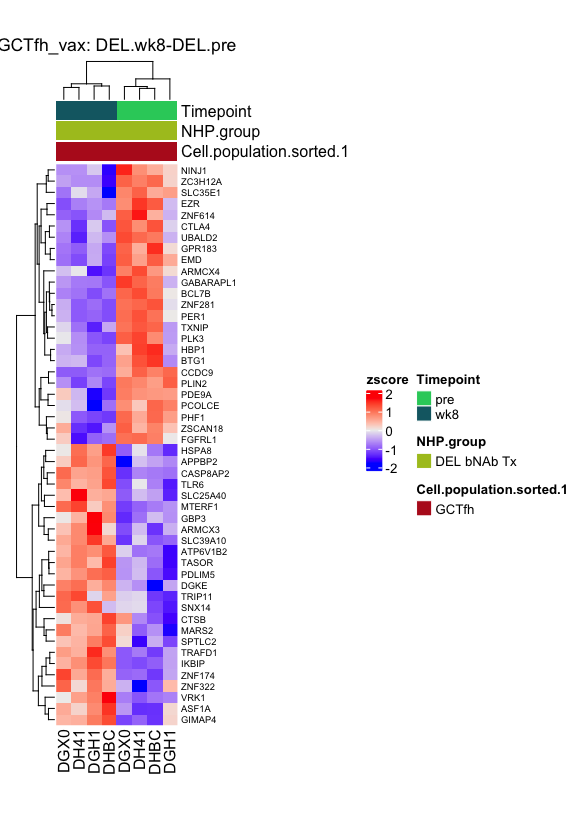 GCTfh_vax: DEL.wk8-DEL.pre
Timepoint
NHP.group
Cell.population.sorted.1
NINJ1
ZC3H12A
SLC35E1
EZR
ZNF614
CTLA4
UBALD2
GPR183
EMD
ARMCX4
GABARAPL1
BCL7B
ZNF281
PER1
TXNIP
PLK3
HBP1
BTG1
CCDC9
PLIN2
PDE9A
PCOLCE
PHF1
ZSCAN18
FGFRL1
HSPA8
APPBP2
CASP8AP2
TLR6
SLC25A40
MTERF1
GBP3
ARMCX3
SLC39A10
ATP6V1B2
TASOR
PDLIM5
DGKE
TRIP11
SNX14
CTSB
MARS2
SPTLC2
TRAFD1
IKBIP
ZNF174
ZNF322
VRK1
ASF1A
GIMAP4
DGX0
DH41
DGH1
DHBC
DGX0
DH41
DHBC
DGH1
zscore
2
1
0
-1
-2
Timepoint
pre
wk8
NHP.group
DEL bNAb Tx
Cell.population.sorted.1
GCTfh